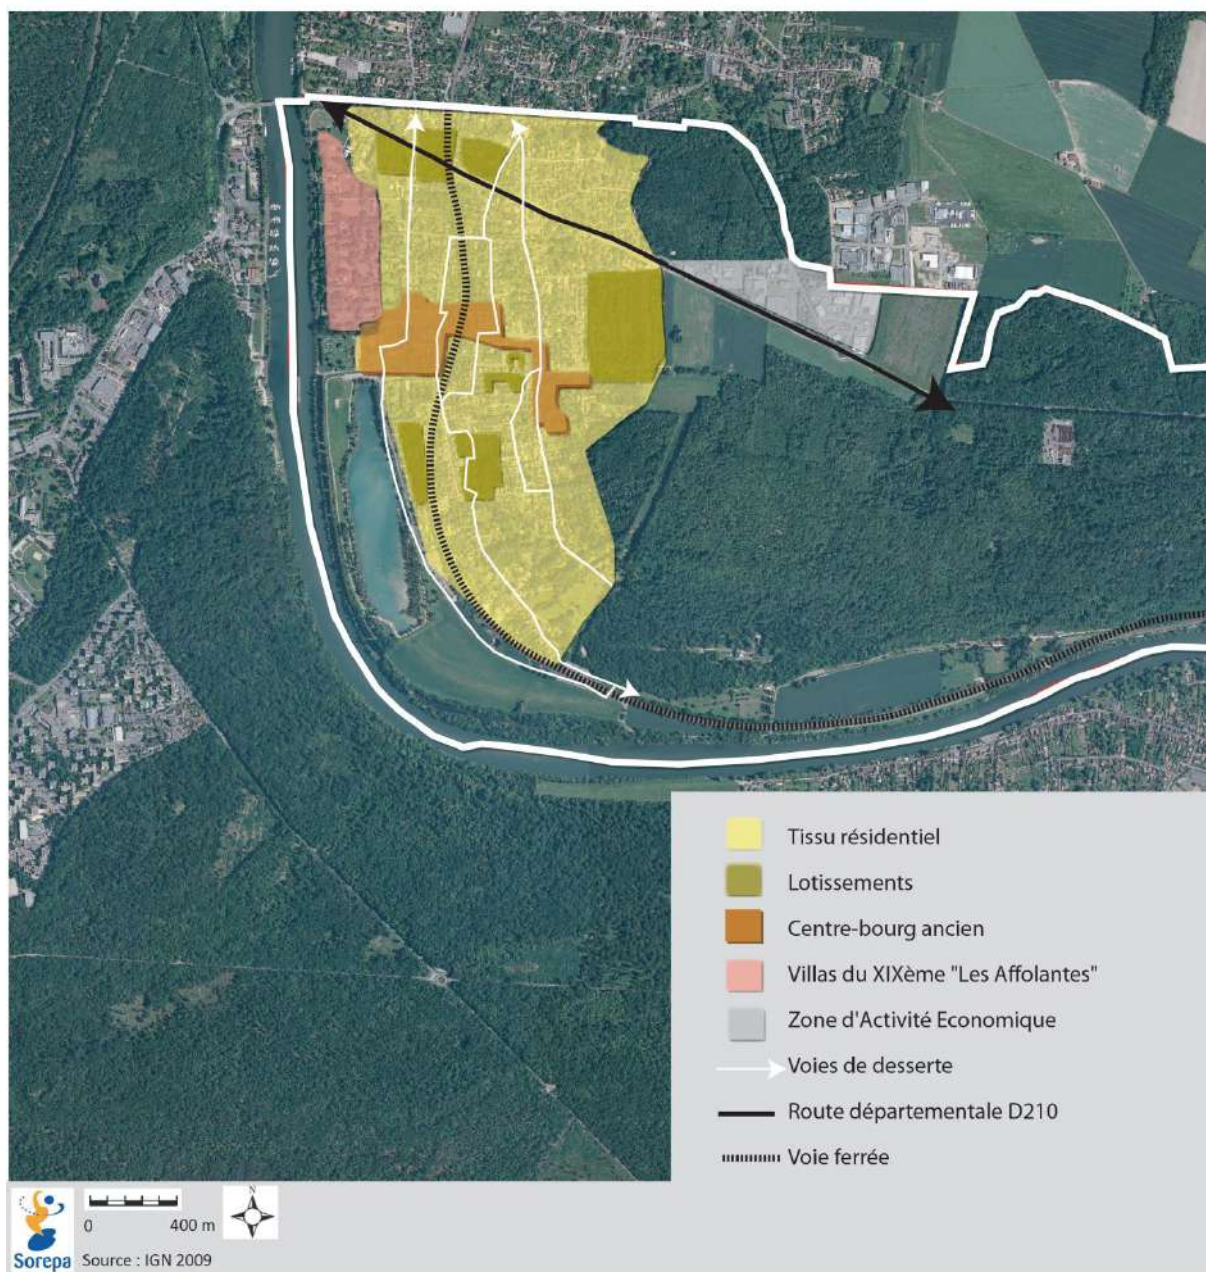 Tissu résidentiel
Lotissements
Centre-bourg ancien
Villas du XIXème "Les Affolantes"
Zone d'Activité Economique
Voies de desserte
Route départementale D210
Voie ferrée
N
0 400 m
Sorepa
Source : IGN 2009